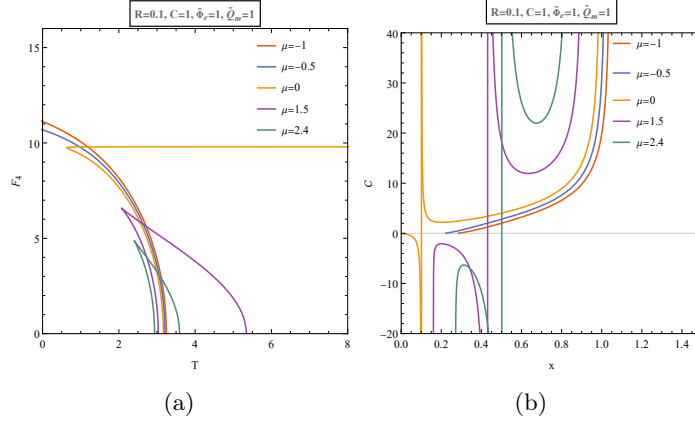 R=0.1, C=1, Φ̃ₑ=1, Q̃ₘ=1
μ=-1
μ=-0.5
μ=0
μ=1.5
μ=2.4
F₄
15
10
5
0
0 2 4 6 8
T
(a)
R=0.1, C=1, Φ̃ₑ=1, Q̃ₘ=1
μ=-1
μ=-0.5
μ=0
μ=1.5
μ=2.4
C
40
30
20
10
0
-10
-20
0.0 0.2 0.4 0.6 0.8 1.0 1.2 1.4
x
(b)